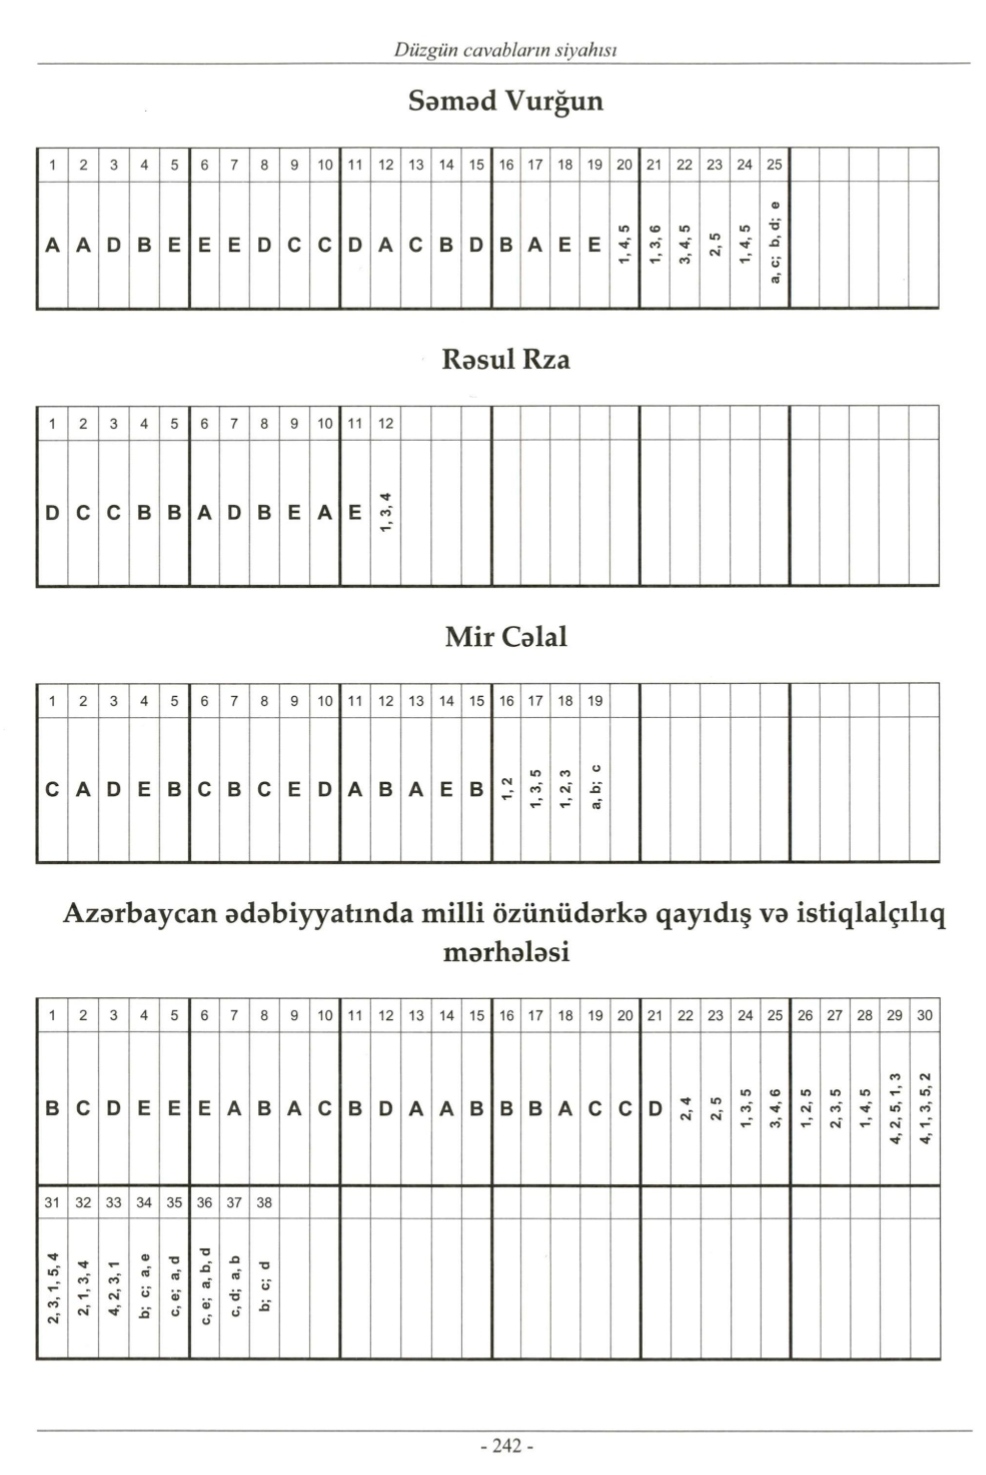 Düzgün cavabların siyahısı
Səməd Vurğun
1 2 3 4 5 6 7 8 9 10 11 12 13 14 15 16 17 18 19 20 21 22 23 24 25
A A D B E E E D C C D A C B D B A E E 1, 4, 5 1, 3, 6 3, 4, 5 2, 5 1, 4, 5 a, c; b, d; e
Rəsul Rza
1 2 3 4 5 6 7 8 9 10 11 12
D C C B B A D B E A E 1, 3, 4
Mir Cəlal
1 2 3 4 5 6 7 8 9 10 11 12 13 14 15 16 17 18 19
C A D E B C B C E D A B A E B 1, 2 1, 3, 5 1, 2, 3 a, b; c
Azərbaycan ədəbiyyatında milli özünüdərkə qayıdış və istiqlalçılıq
mərhələsi
1 2 3 4 5 6 7 8 9 10 11 12 13 14 15 16 17 18 19 20 21 22 23 24 25 26 27 28 29 30
B C D E E E A B A C B D A A B B B A C C D 2, 4 2, 5 1, 3, 5 3, 4, 6 1, 2, 5 2, 3, 5 1, 4, 5 4, 2, 5, 1, 3 4, 1, 3, 5, 2
31 32 33 34 35 36 37 38
2, 3, 1, 5, 4 2, 1, 3, 4 4, 2, 3, 1 b; c; a, e c, e; a, d c, e; a, b, d c, d; a, b b; c; d
- 242 -